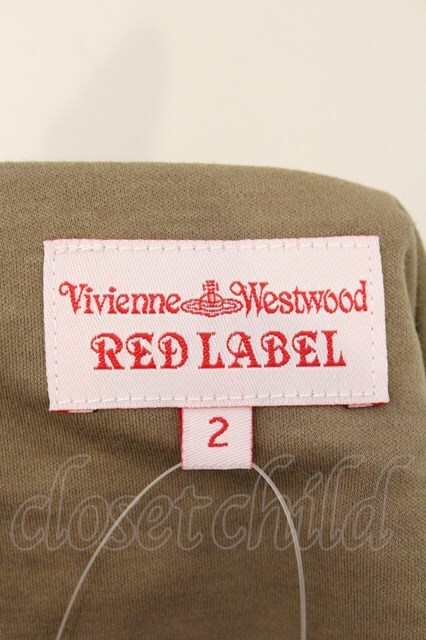 Vivienne Westwood
RED LABEL
2
closet child